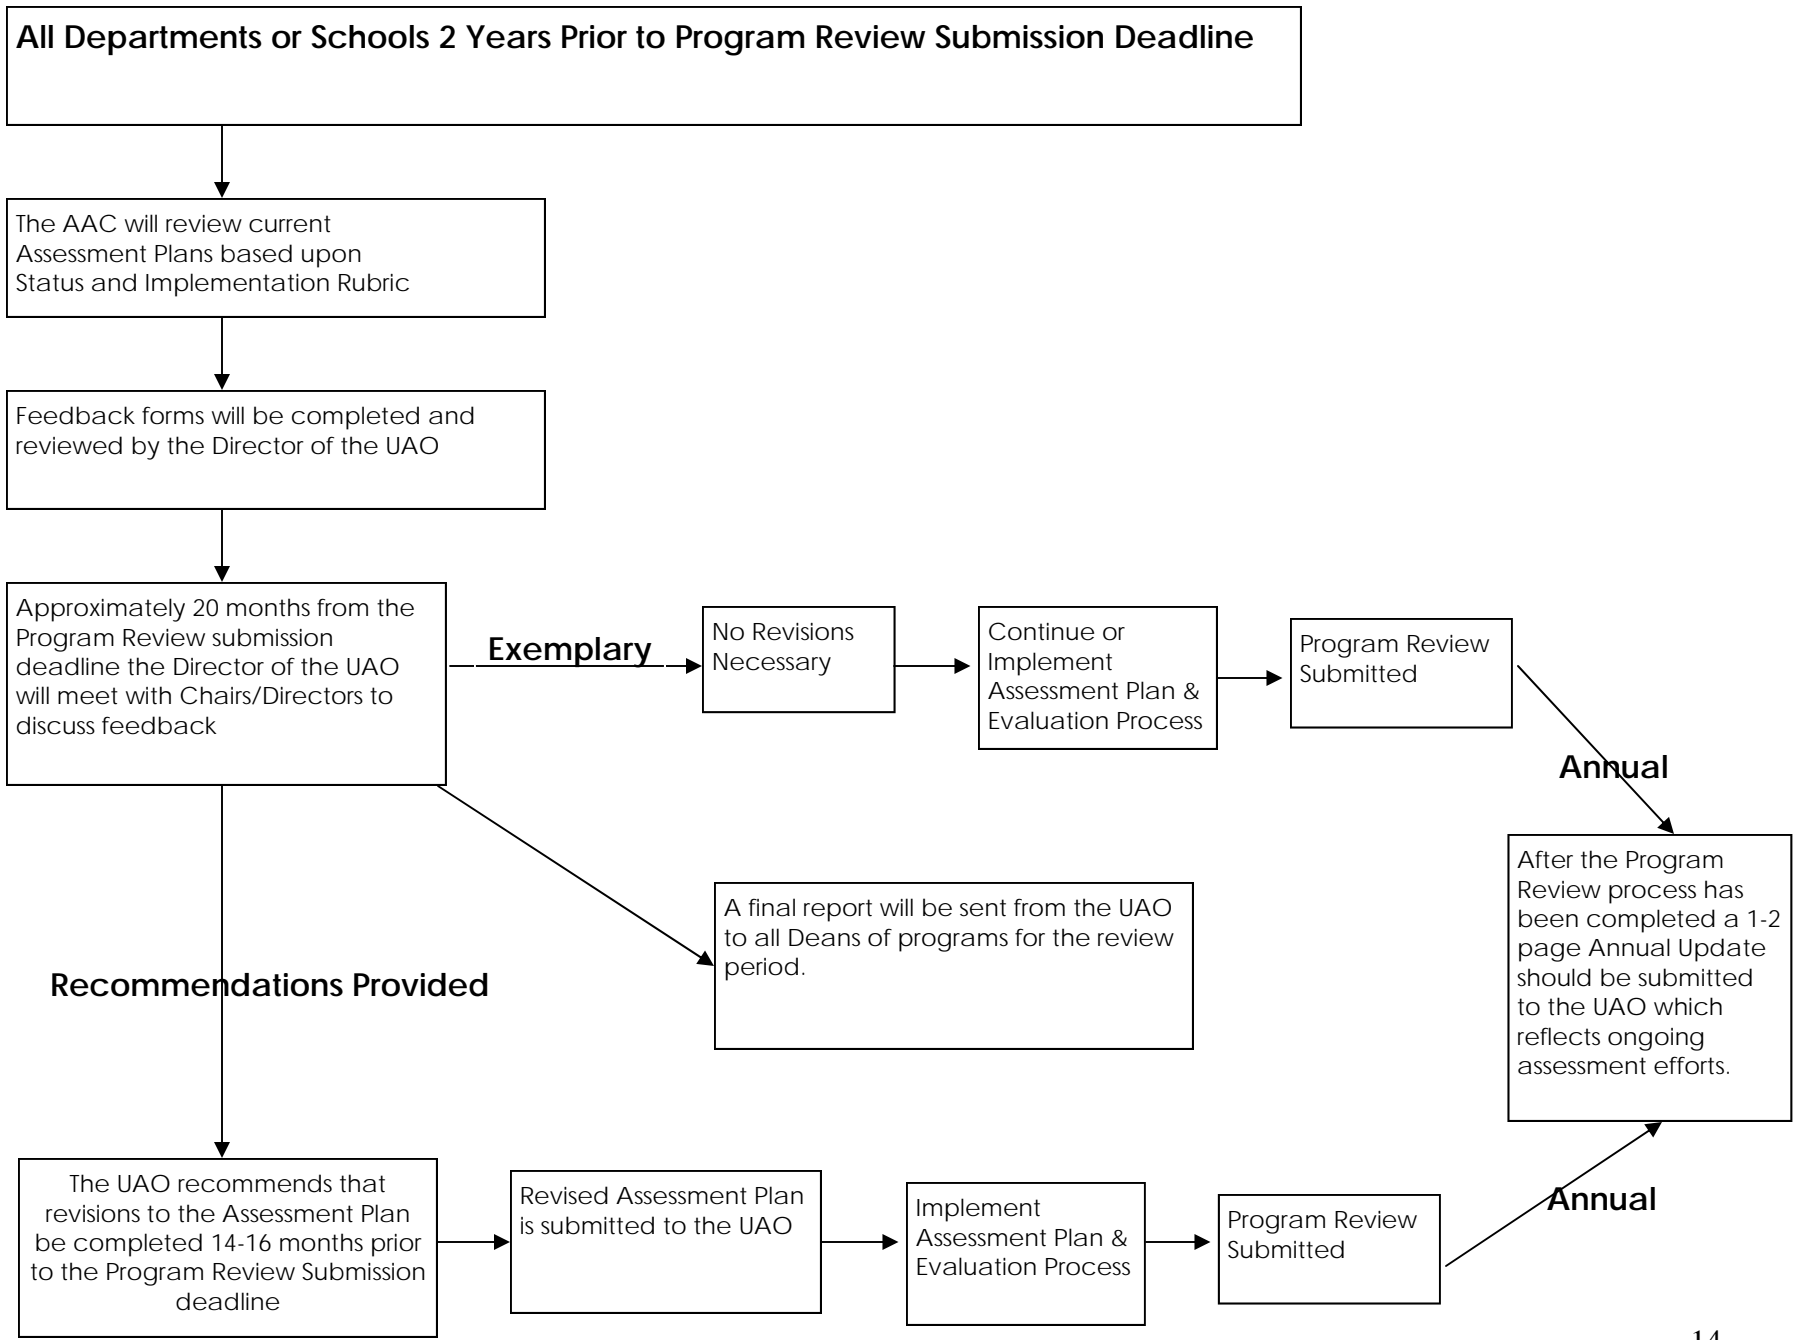 All Departments or Schools 2 Years Prior to Program Review Submission Deadline
The AAC will review current
Assessment Plans based upon
Status and Implementation Rubric
Feedback forms will be completed and
reviewed by the Director of the UAO
Approximately 20 months from the
Program Review submission
deadline the Director of the UAO
will meet with Chairs/Directors to
discuss feedback
Exemplary
No Revisions
Necessary
Continue or
Implement
Assessment Plan &
Evaluation Process
Program Review
Submitted
Annual
After the Program
Review process has
been completed a 1-2
page Annual Update
should be submitted
to the UAO which
reflects ongoing
assessment efforts.
A final report will be sent from the UAO
to all Deans of programs for the review
period.
Recommendations Provided
The UAO recommends that
revisions to the Assessment Plan
be completed 14-16 months prior
to the Program Review Submission
deadline
Revised Assessment Plan
is submitted to the UAO
Implement
Assessment Plan &
Evaluation Process
Program Review
Submitted
Annual
14